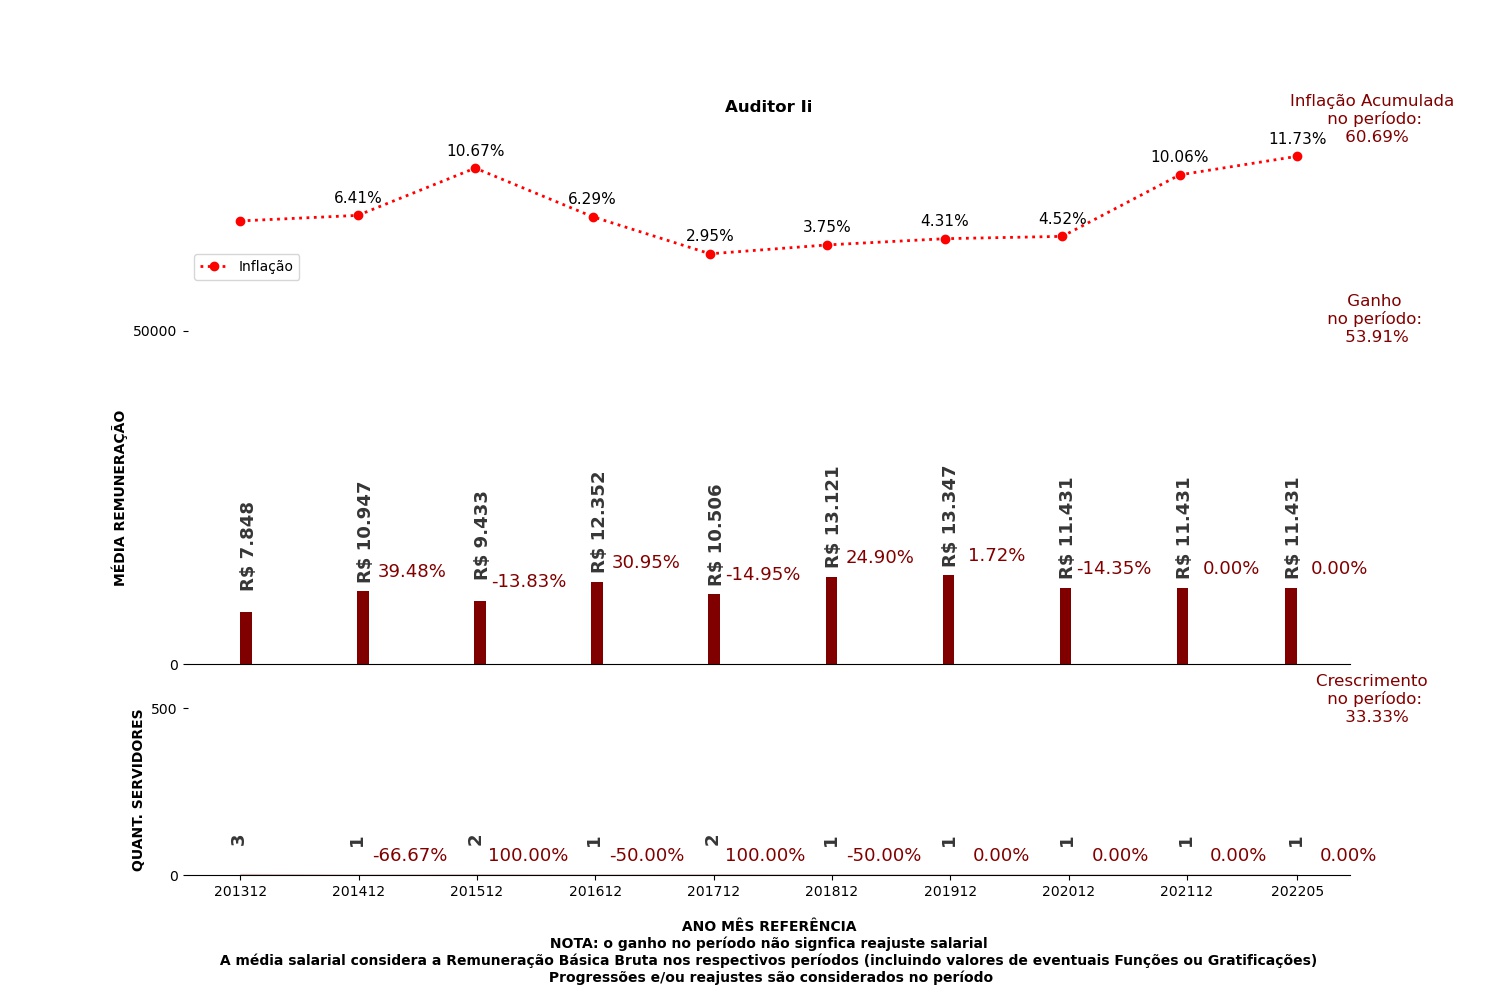 Auditor Ii
Inflação Acumulada
no período:
60.69%
6.41%
10.67%
6.29%
2.95%
3.75%
4.31%
4.52%
10.06%
11.73%
Inflação
Ganho
no período:
53.91%
50000
0
MÉDIA REMUNERAÇÃO
R$ 7.848
R$ 10.947
39.48%
R$ 9.433
-13.83%
R$ 12.352
30.95%
R$ 10.506
-14.95%
R$ 13.121
24.90%
R$ 13.347
1.72%
R$ 11.431
-14.35%
R$ 11.431
0.00%
R$ 11.431
0.00%
Crescrimento
no período:
33.33%
500
0
QUANT. SERVIDORES
3
1
-66.67%
2
100.00%
1
-50.00%
2
100.00%
1
-50.00%
1
0.00%
1
0.00%
1
0.00%
1
0.00%
201312
201412
201512
201612
201712
201812
201912
202012
202112
202205
ANO MÊS REFERÊNCIA
NOTA: o ganho no período não signfica reajuste salarial
A média salarial considera a Remuneração Básica Bruta nos respectivos períodos (incluindo valores de eventuais Funções ou Gratificações)
Progressões e/ou reajustes são considerados no período